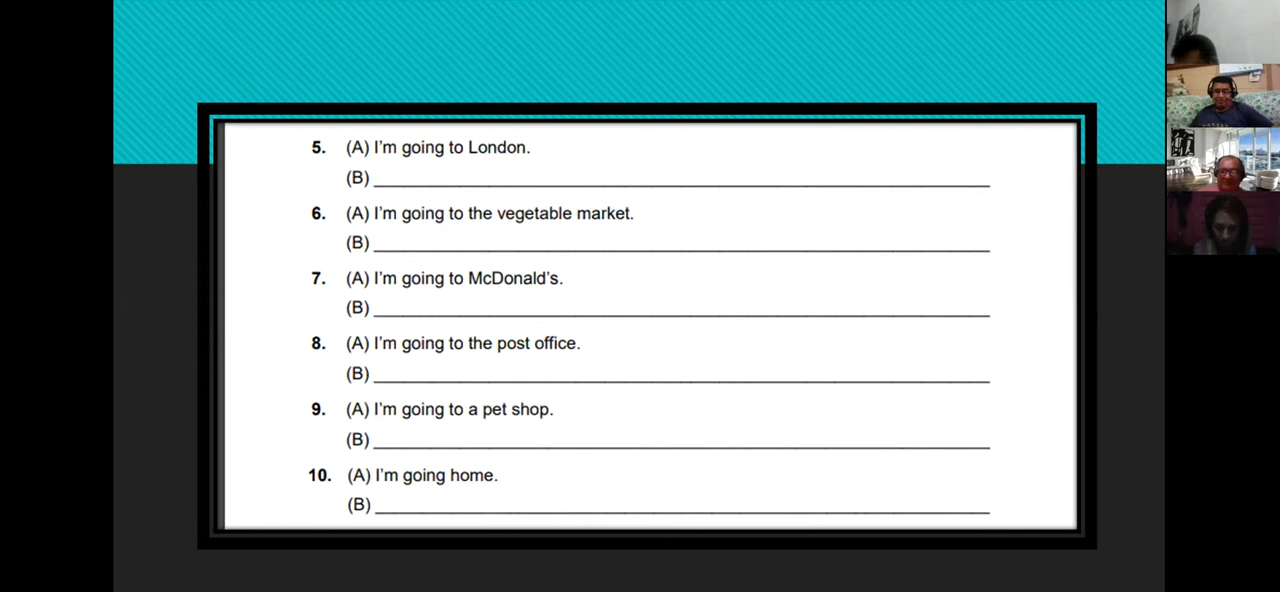 5. (A) I'm going to London.
(B)
6. (A) I'm going to the vegetable market.
(B)
7. (A) I'm going to McDonald's.
(B)
8. (A) I'm going to the post office.
(B)
9. (A) I'm going to a pet shop.
(B)
10. (A) I'm going home.
(B)